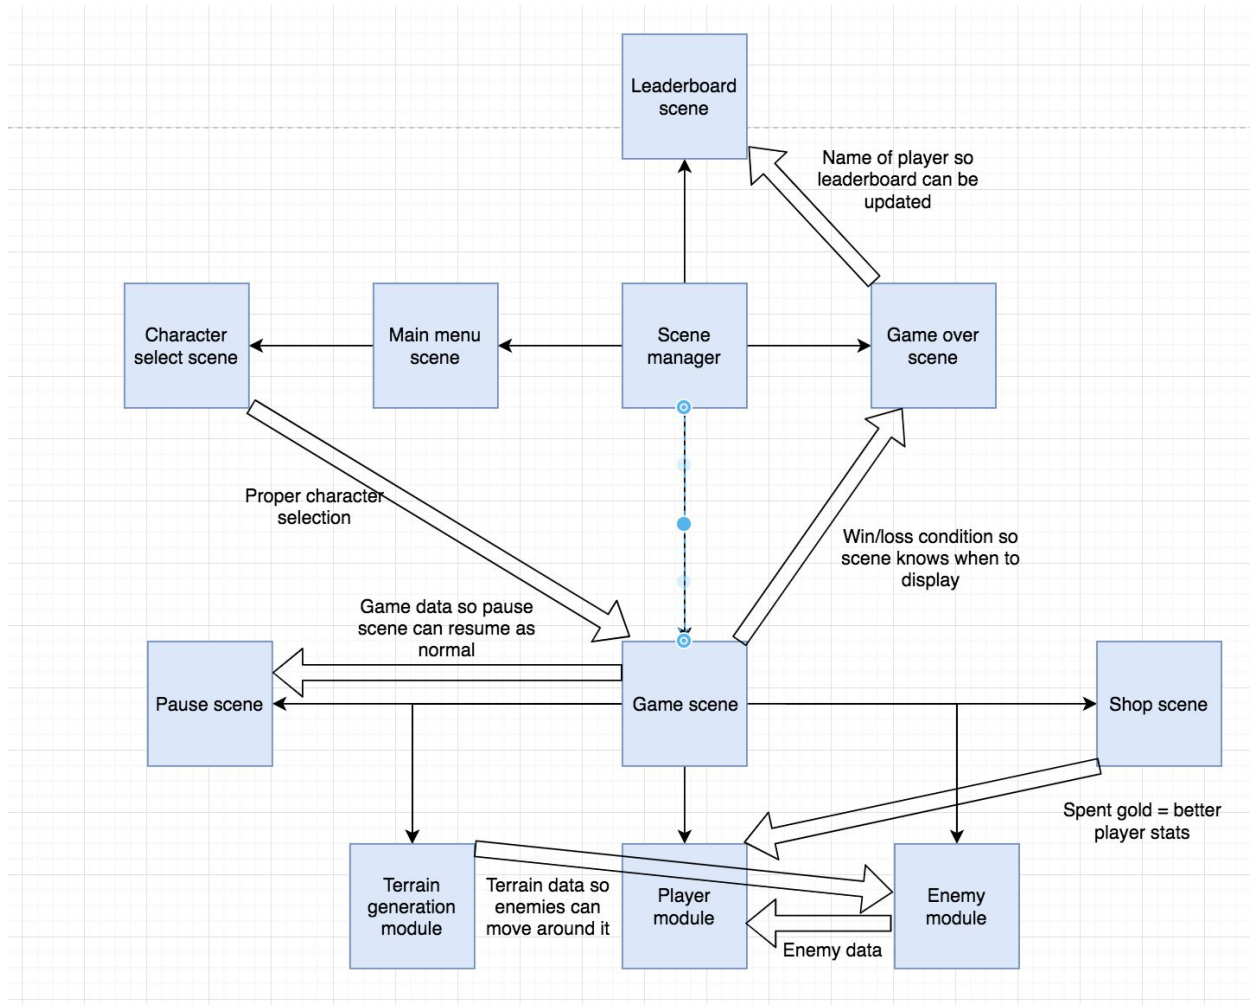 Leaderboard
scene
Name of player so
leaderboard can be
updated
Character
select scene
Main menu
scene
Scene
manager
Game over
scene
Proper character
selection
Win/loss condition so
scene knows when to
display
Game data so pause
scene can resume as
normal
Pause scene
Game scene
Shop scene
Spent gold = better
player stats
Terrain
generation
module
Terrain data so
enemies can
move around it
Player
module
Enemy
module
Enemy data